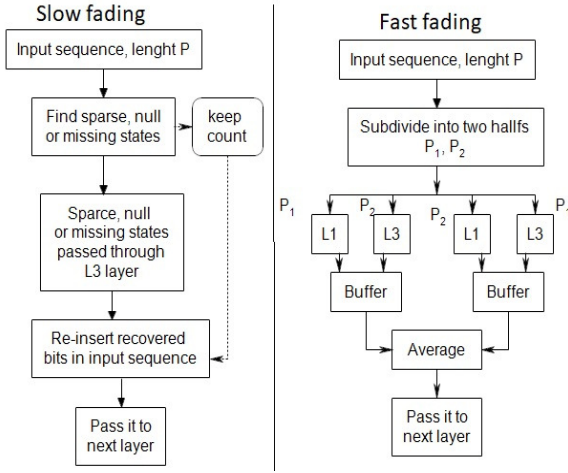 Slow fading
Input sequence, lenght P
Find sparse, null
or missing states
keep
count
Sparce, null
or missing states
passed through
L3 layer
Re-insert recovered
bits in input sequence
Pass it to
next layer
Fast fading
Input sequence, lenght P
Subdivide into two hallfs
P1, P2
P1
P2
P2
L1
L3
L1
L3
Buffer
Buffer
Average
Pass it to
next layer